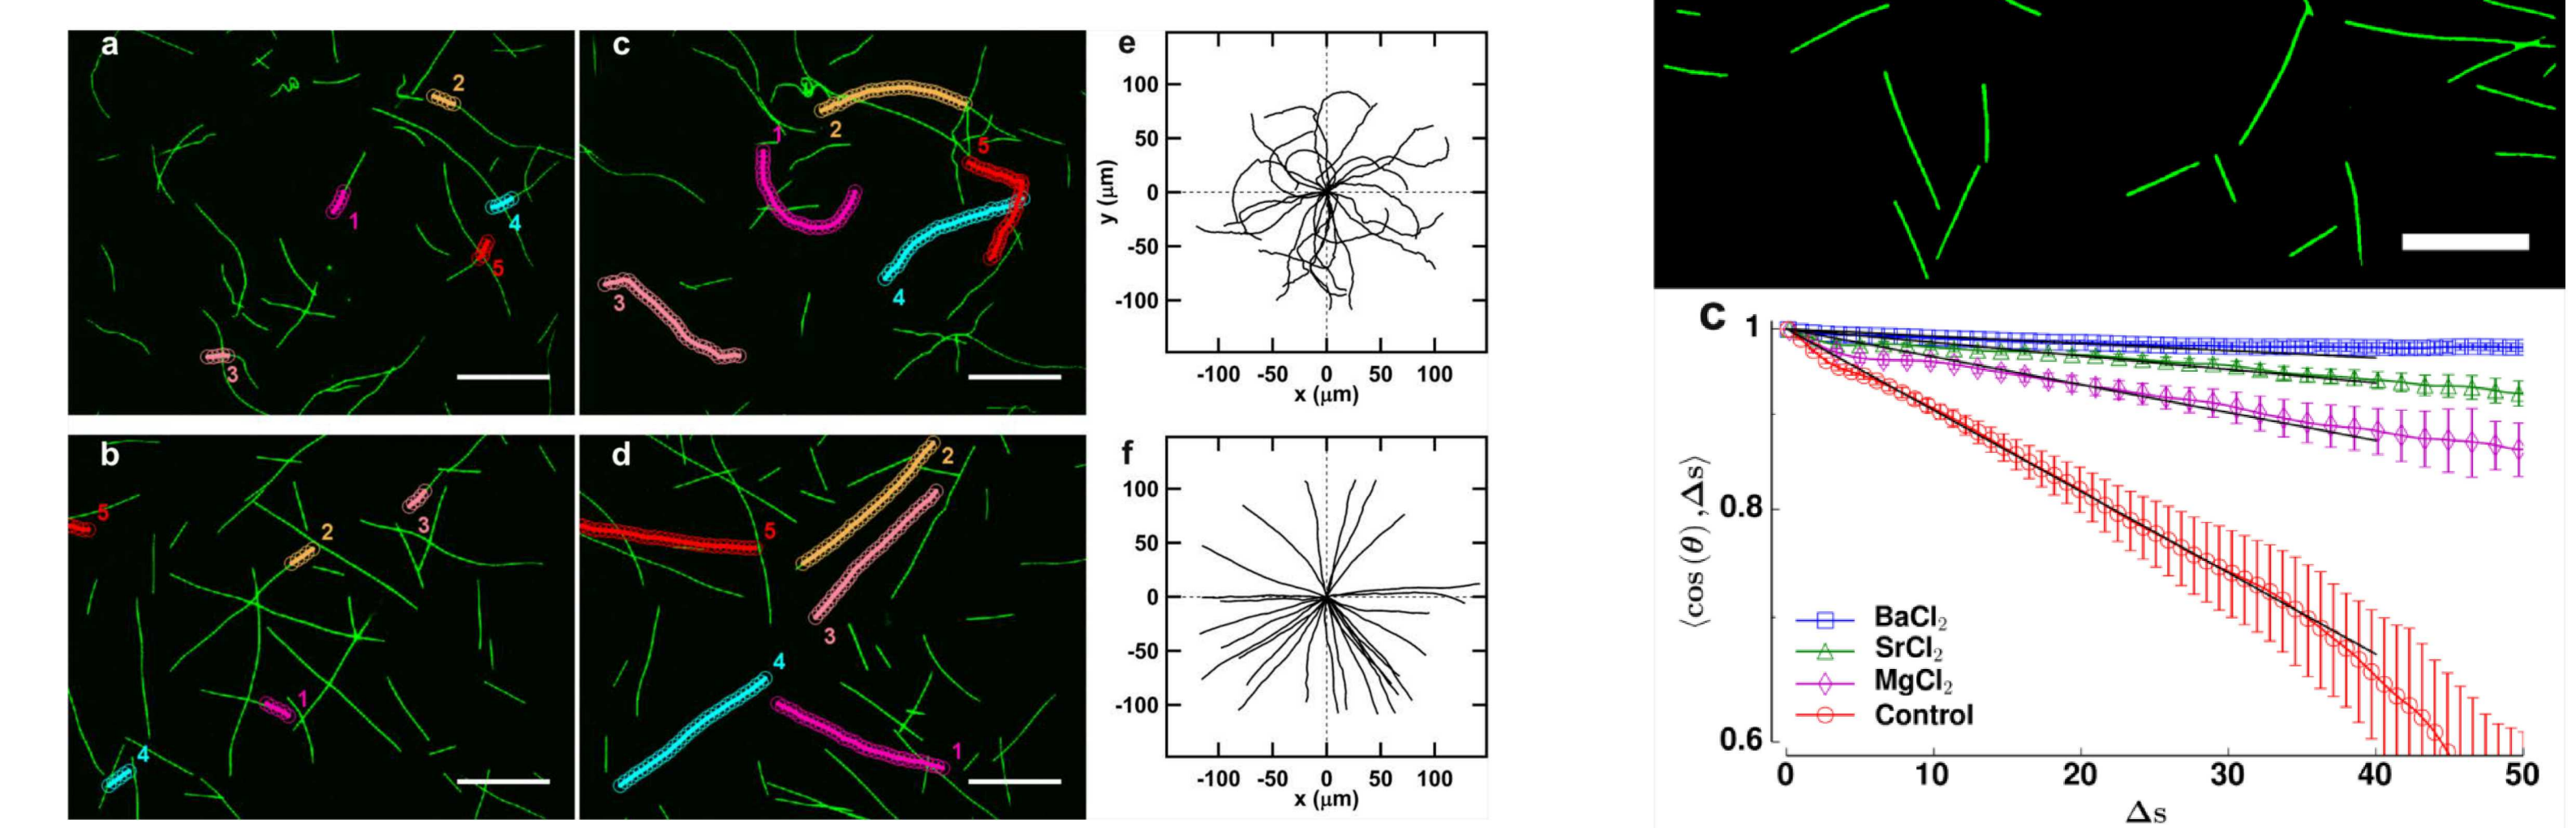 a
2
1
4
5
3
c
1
2
5
4
3
e
100
50
0
-50
-100
y (μm)
-100 -50 0 50 100
x (μm)
b
5
3
2
1
4
d
2
5
3
4
1
f
100
50
0
-50
-100
-100 -50 0 50 100
x (μm)
c
1
0.8
0.6
⟨cos (θ) ,Δs⟩
BaCl₂
SrCl₂
MgCl₂
Control
0 10 20 30 40 50
Δs